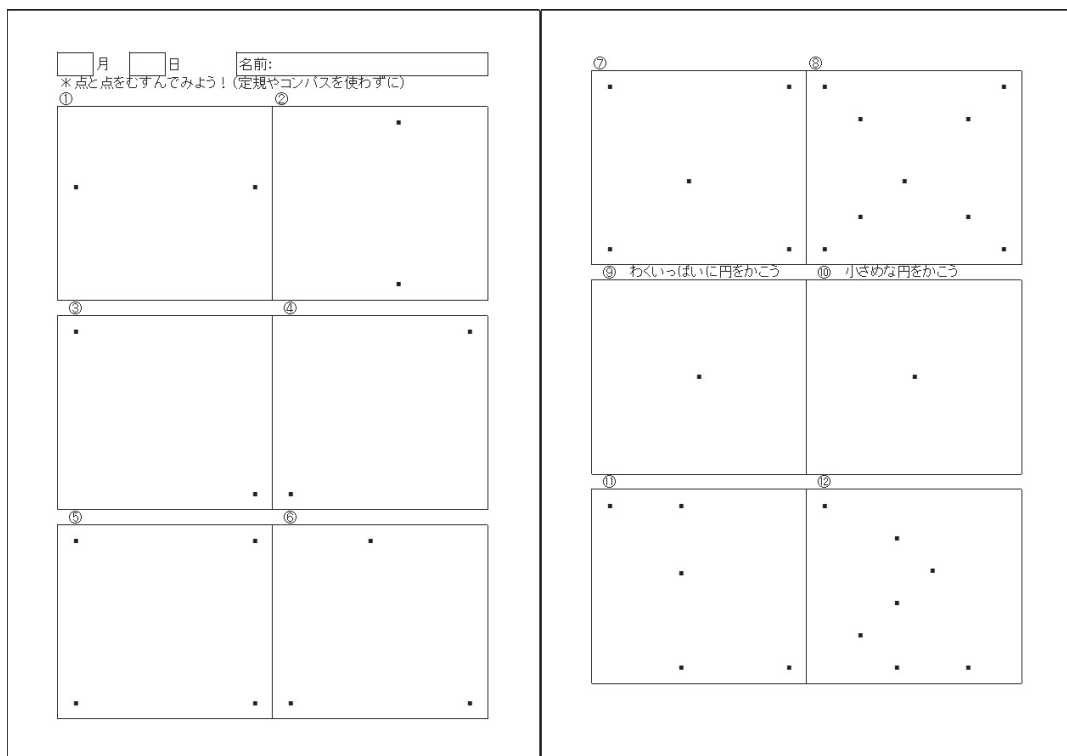 月 日 名前:
*点と点をむすんでみよう!(定規やコンパスを使わずに)
① ②
③ ④
⑤ ⑥
⑦ ⑧
⑨ わくいっぱいに円をかこう ⑩ 小さめな円をかこう
⑪ ⑫